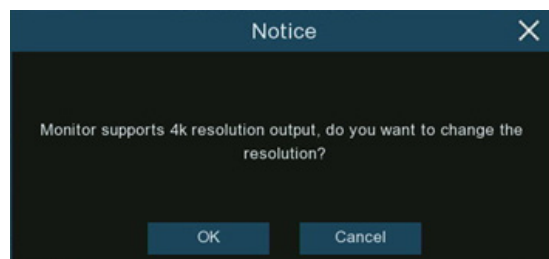 Notice
Monitor supports 4k resolution output, do you want to change the
resolution?
OK
Cancel